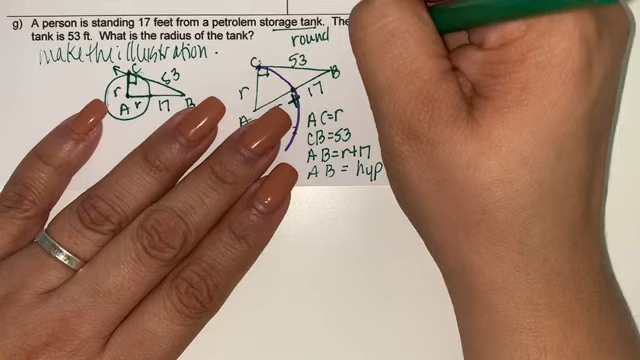 g) A person is standing 17 feet from a petrolem storage tank. The
tank is 53 ft. What is the radius of the tank?
round
make the illustration.
C
53
r
A r
17
B
C
53
B
r
17
A
AC=r
CB=53
AB=r+17
AB = hyp